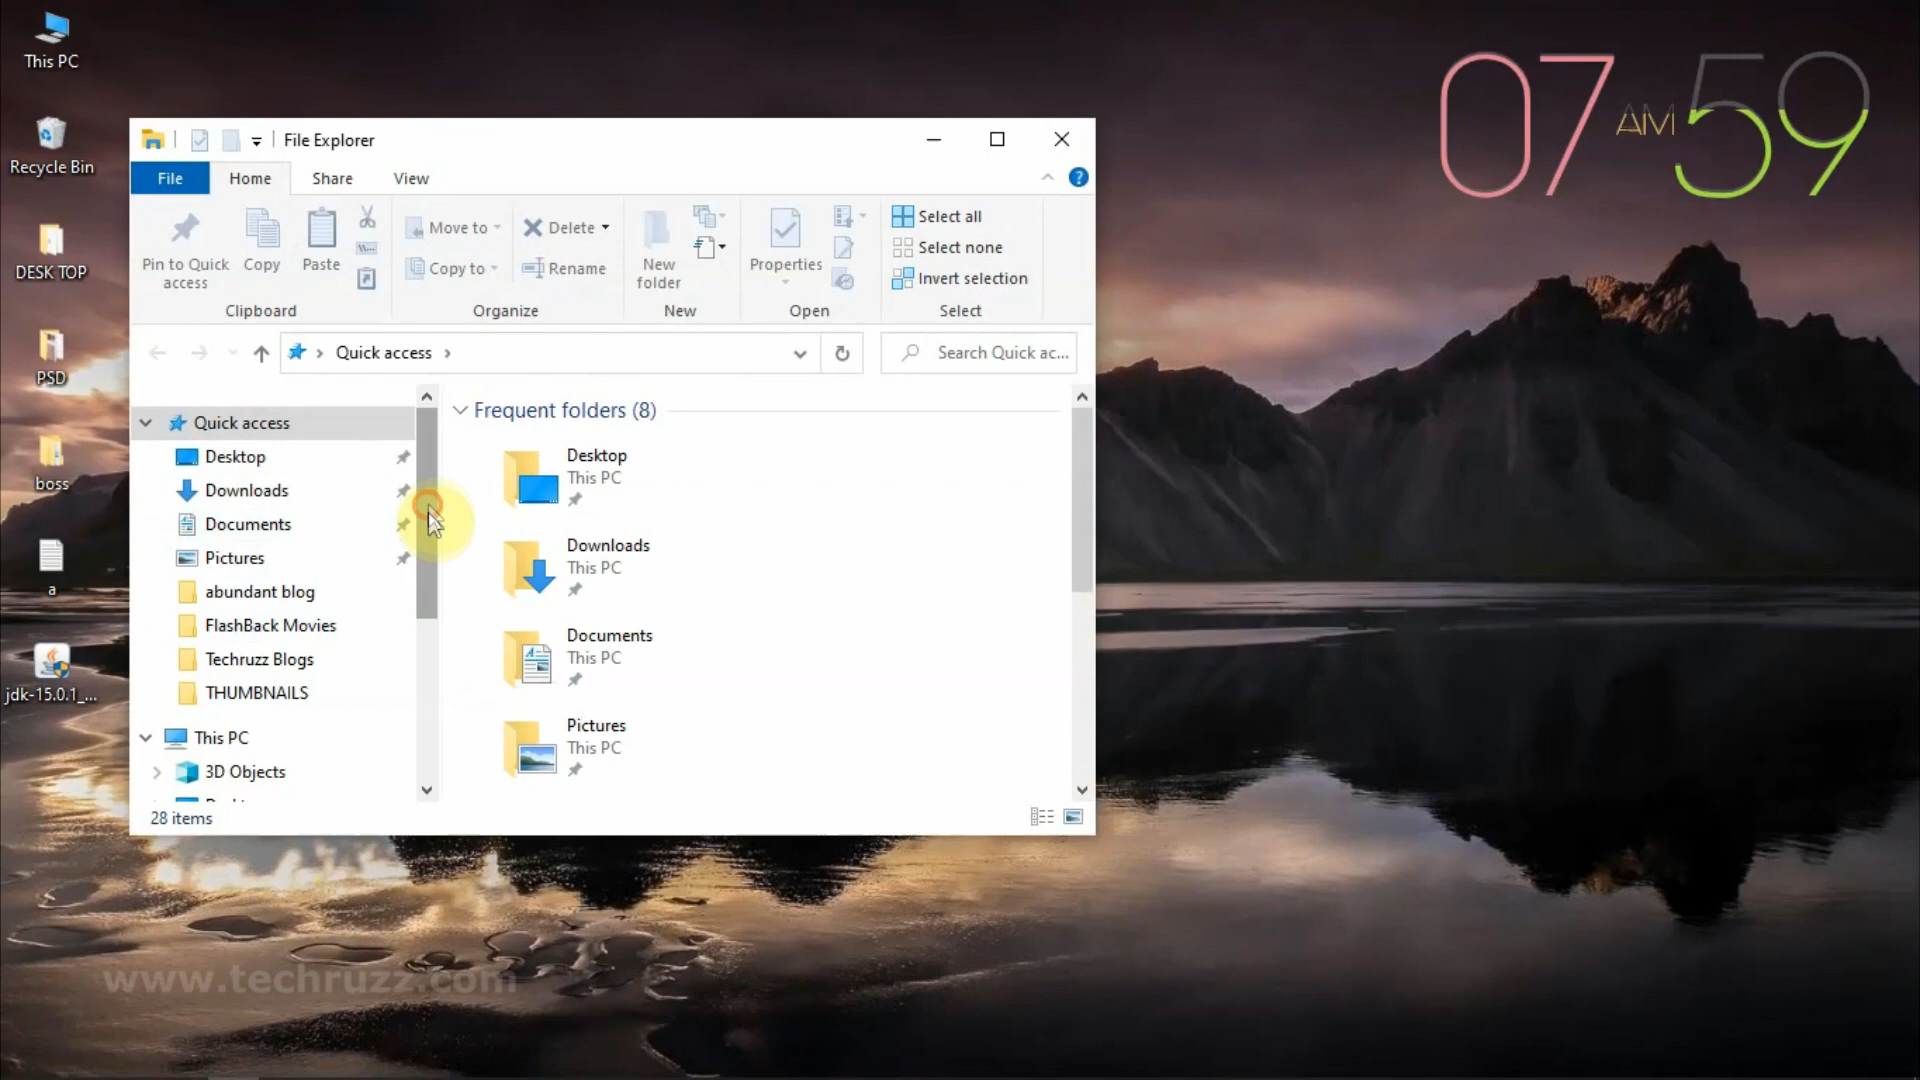 This PC
Recycle Bin
DESK TOP
PSD
boss
a
jdk-15.0.1_...
07 AM 59
File Explorer
File Home Share View
Pin to Quick access
Copy
Paste
Clipboard
Move to
Copy to
Delete
Rename
Organize
New folder
New
Properties
Open
Select all
Select none
Invert selection
Select
Quick access
Search Quick ac...
Quick access
Desktop
Downloads
Documents
Pictures
abundant blog
FlashBack Movies
Techruzz Blogs
THUMBNAILS
This PC
3D Objects
Frequent folders (8)
Desktop
This PC
Downloads
This PC
Documents
This PC
Pictures
This PC
28 items
www.techruzz.com